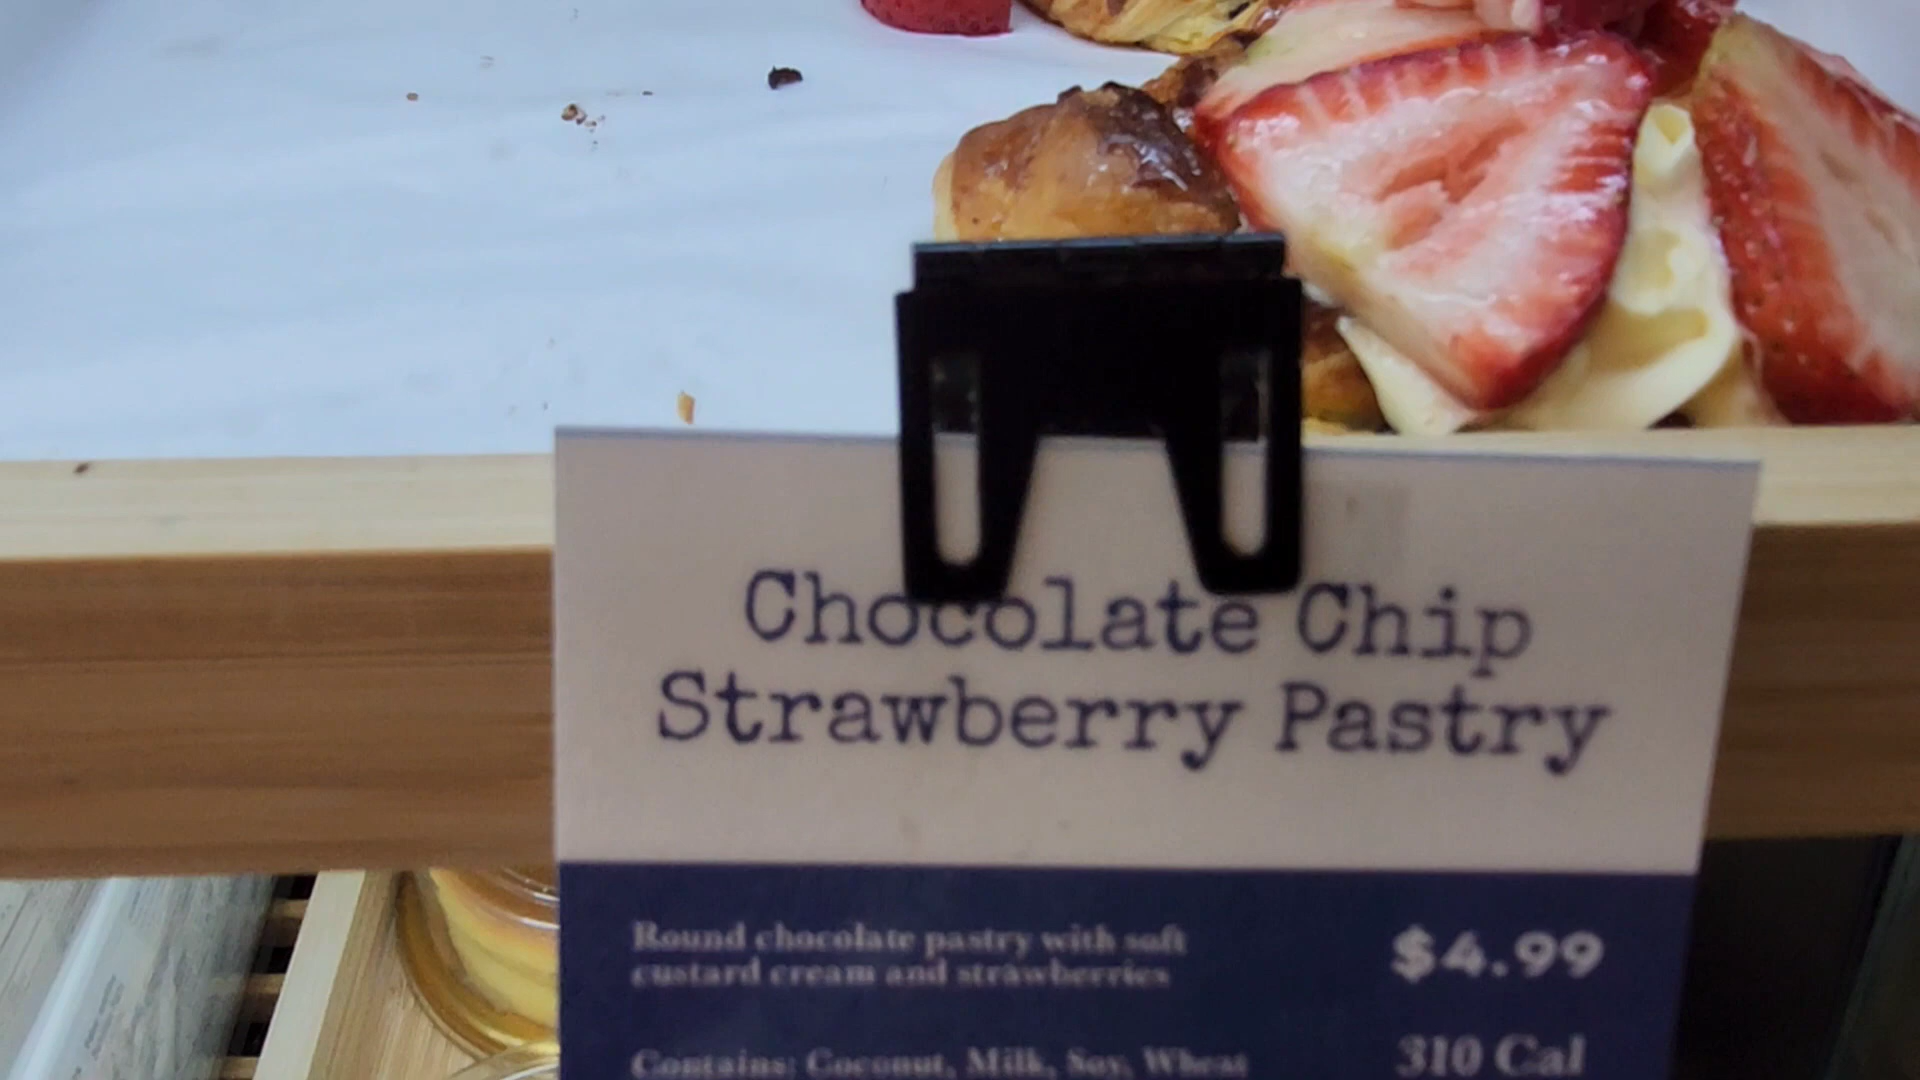 Chocolate Chip
Strawberry Pastry
Round chocolate pastry with soft
custard cream and strawberries
$4.99
Contains: Coconut, Milk, Soy, Wheat
310 Cal